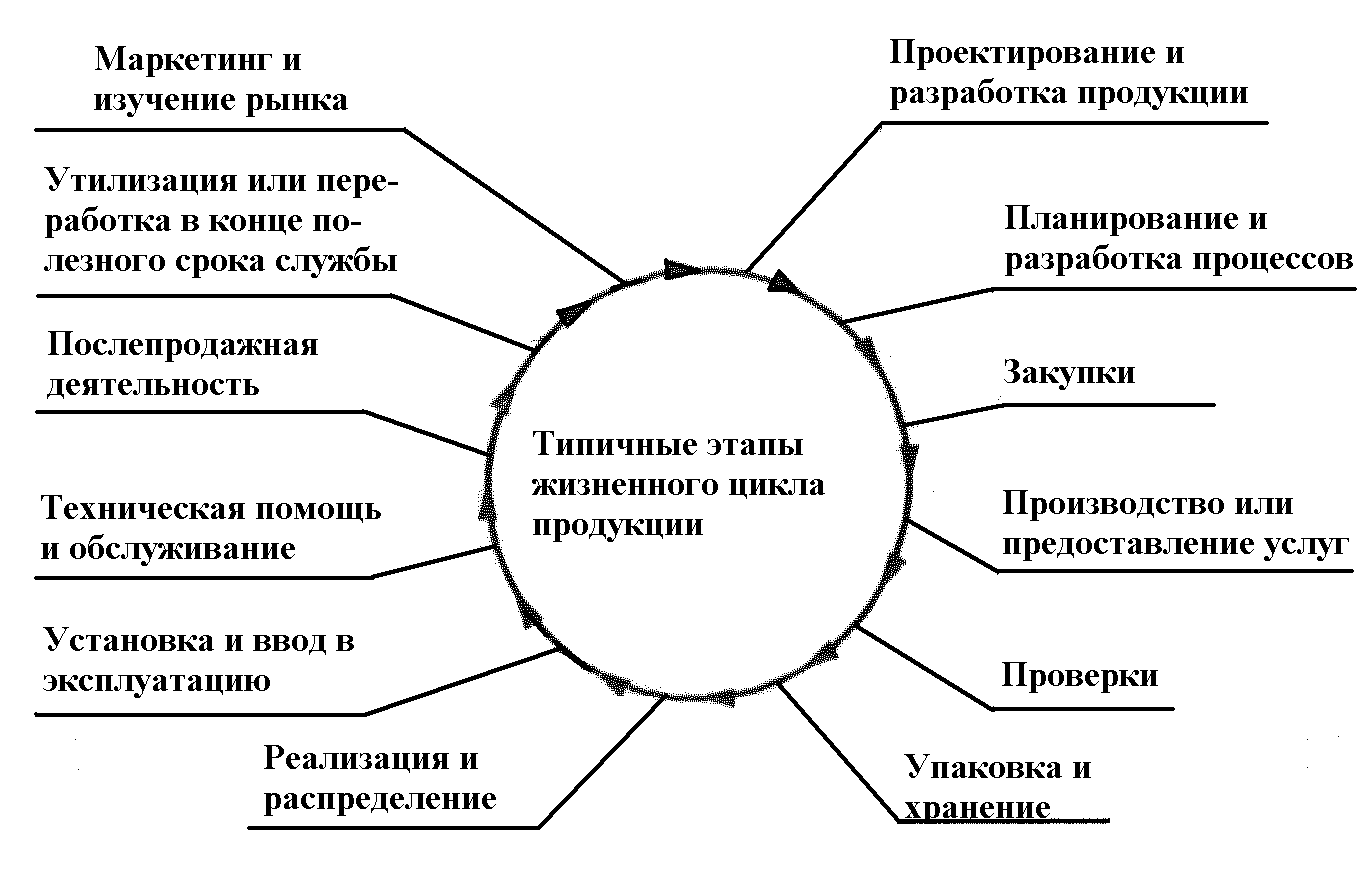 Маркетинг и
изучение рынка
Проектирование и
разработка продукции
Утилизация или пере-
работка в конце по-
лезного срока службы
Планирование и
разработка процессов
Послепродажная
деятельность
Закупки
Типичные этапы
жизненного цикла
продукции
Техническая помощь
и обслуживание
Производство или
предоставление услуг
Установка и ввод в
эксплуатацию
Проверки
Реализация и
распределение
Упаковка и
хранение